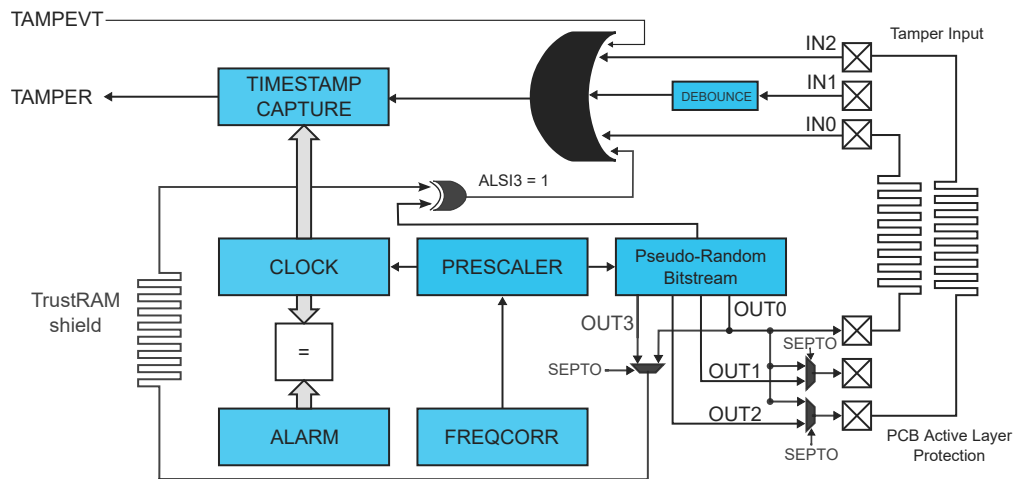 TAMPEVT
Tamper Input
IN2
TIMESTAMP
CAPTURE
TAMPER
DEBOUNCE
IN1
IN0
ALSI3 = 1
CLOCK
PRESCALER
Pseudo-Random
Bitstream
TrustRAM
shield
OUT3
OUT0
=
SEPTO
SEPTO
OUT1
OUT2
ALARM
FREQCORR
SEPTO
PCB Active Layer
Protection